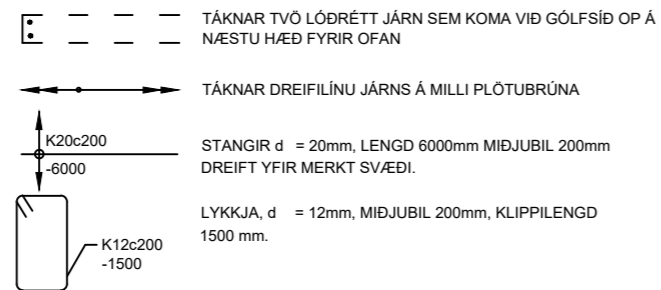 TÁKNAR TVÖ LÓÐRÉTT JÁRN SEM KOMA VIÐ GÓLFSÍÐ OP Á
NÆSTU HÆÐ FYRIR OFAN
TÁKNAR DREIFILÍNU JÁRNS Á MILLI PLÖTUBRÚNA
K20c200
-6000
STANGIR d = 20mm, LENGD 6000mm MIÐJUBIL 200mm
DREIFT YFIR MERKT SVÆÐI.
LYKKJA, d = 12mm, MIÐJUBIL 200mm, KLIPPILENGD
1500 mm.
K12c200
-1500